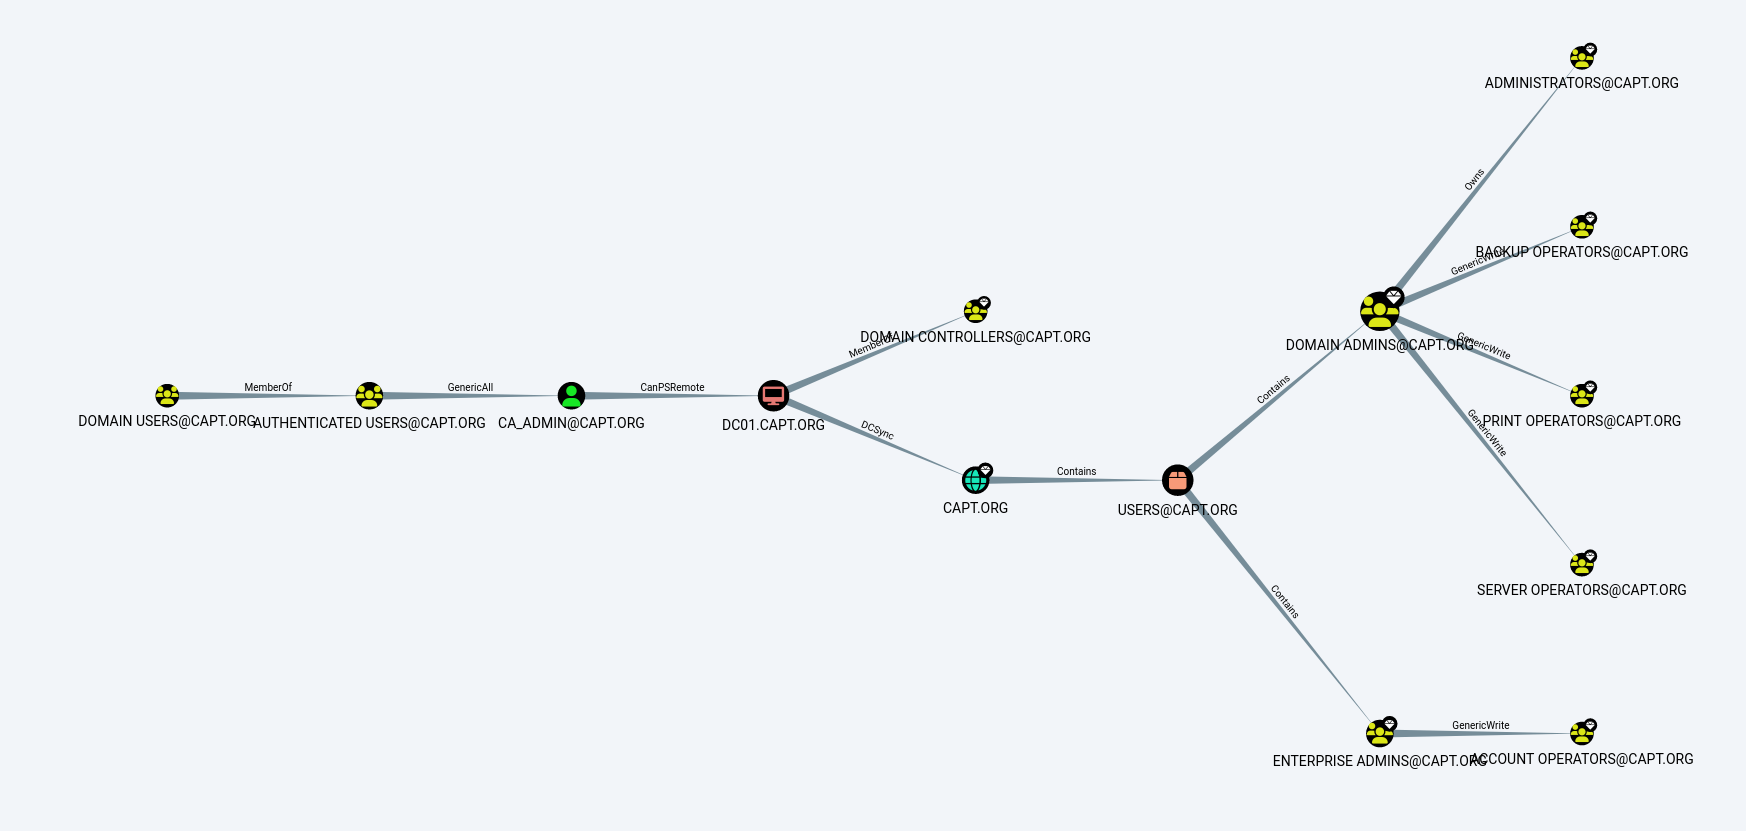 ADMINISTRATORS@CAPT.ORG
Owns
BACKUP OPERATORS@CAPT.ORG
GenericWrite
DOMAIN CONTROLLERS@CAPT.ORG
MemberOf
DOMAIN ADMINS@CAPT.ORG
GenericWrite
MemberOf
GenericAll
CanPSRemote
Contains
DOMAIN USERS@CAPT.ORG
AUTHENTICATED USERS@CAPT.ORG
CA_ADMIN@CAPT.ORG
DC01.CAPT.ORG
DCSync
GenericWrite
PRINT OPERATORS@CAPT.ORG
Contains
CAPT.ORG
USERS@CAPT.ORG
SERVER OPERATORS@CAPT.ORG
Contains
GenericWrite
ENTERPRISE ADMINS@CAPT.ORG
ACCOUNT OPERATORS@CAPT.ORG